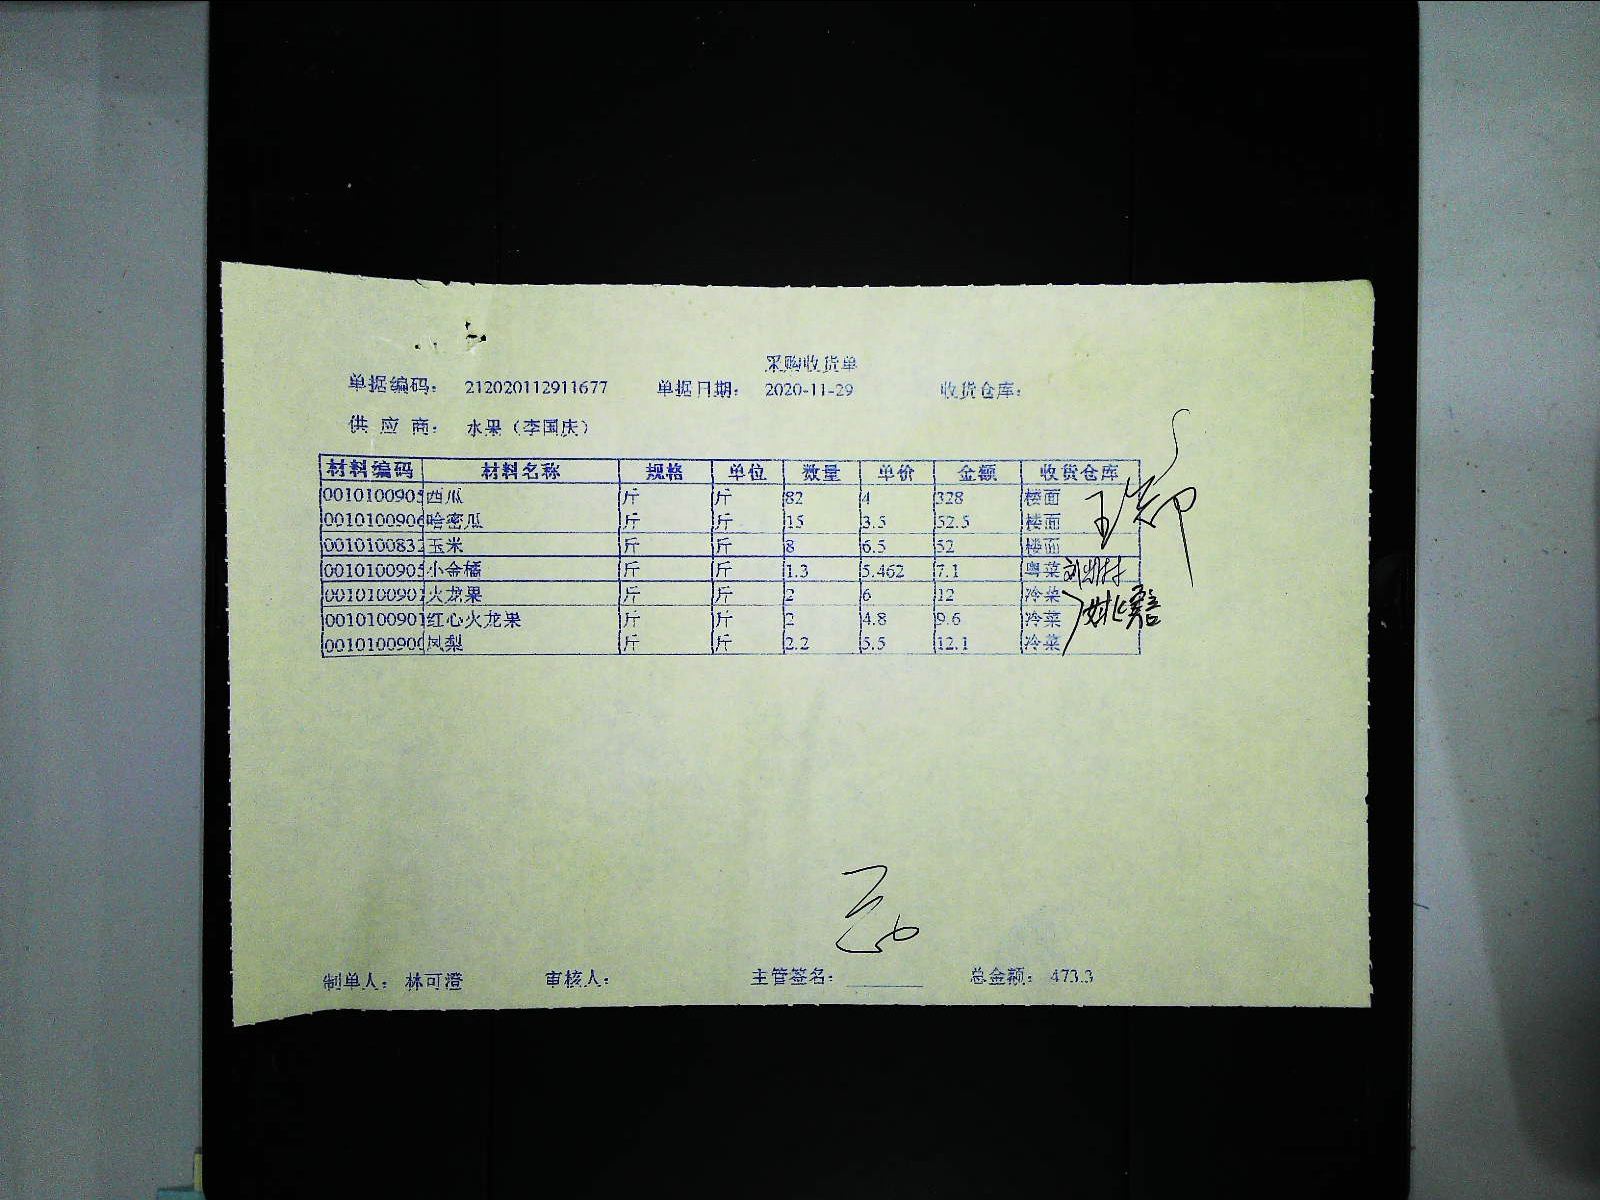 采购收货单
单据编码： 212020112911677 单据日期： 2020-11-29 收货仓库：
供 应 商： 水果（李国庆）
材料编码 材料名称 规格 单位 数量 单价 金额 收货仓库
0010100905 西瓜 斤 斤 82 4 328 楼面
0010100906 哈密瓜 斤 斤 15 3.5 52.5 楼面
0010100832 玉米 斤 斤 8 6.5 52 楼面
0010100905 小金橘 斤 斤 1.3 5.462 7.1 粤菜
0010100901 火龙果 斤 斤 2 6 12 冷菜
0010100901 红心火龙果 斤 斤 2 4.8 9.6 冷菜
0010100900 凤梨 斤 斤 2.2 5.5 12.1 冷菜
制单人： 林可澄 审核人： 主管签名： 总金额： 473.3